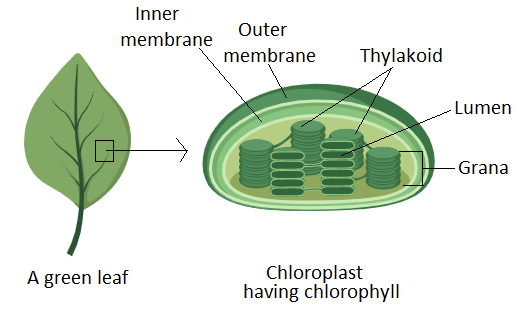 Inner
membrane
Outer
membrane
Thylakoid
Lumen
Grana
A green leaf
Chloroplast
having chlorophyll